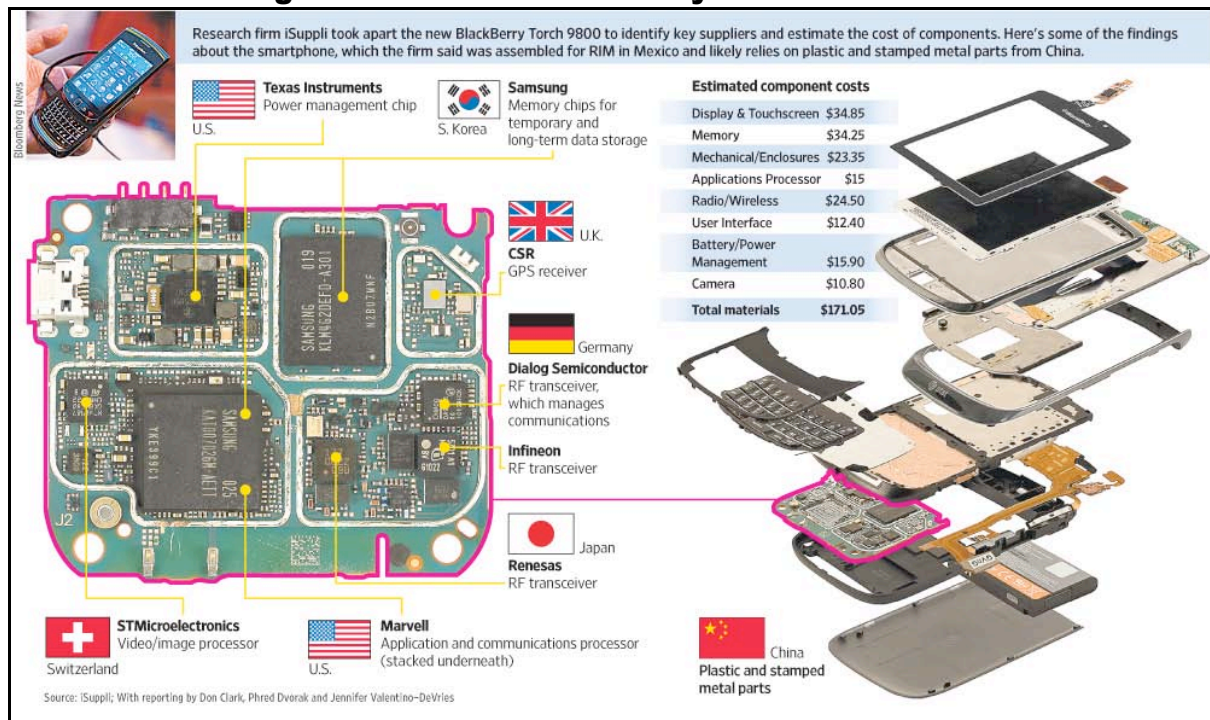 Research firm iSuppli took apart the new BlackBerry Torch 9800 to identify key suppliers and estimate the cost of components. Here's some of the findings
about the smartphone, which the firm said was assembled for RIM in Mexico and likely relies on plastic and stamped metal parts from China.
Bloomberg News
U.S.
Texas Instruments
Power management chip
S. Korea
Samsung
Memory chips for
temporary and
long-term data storage
Estimated component costs
Display & Touchscreen $34.85
Memory $34.25
Mechanical/Enclosures $23.35
Applications Processor $15
Radio/Wireless $24.50
User Interface $12.40
Battery/Power
Management $15.90
Camera $10.80
Total materials $171.05
U.K.
CSR
GPS receiver
Germany
Dialog Semiconductor
RF transceiver,
which manages
communications
Infineon
RF transceiver
Japan
Renesas
RF transceiver
SAMSUNG 019
SAMSUNG 025
J2
Switzerland
STMicroelectronics
Video/image processor
U.S.
Marvell
Application and communications processor
(stacked underneath)
China
Plastic and stamped
metal parts
Source: iSuppli; With reporting by Don Clark, Phred Dvorak and Jennifer Valentino-DeVries